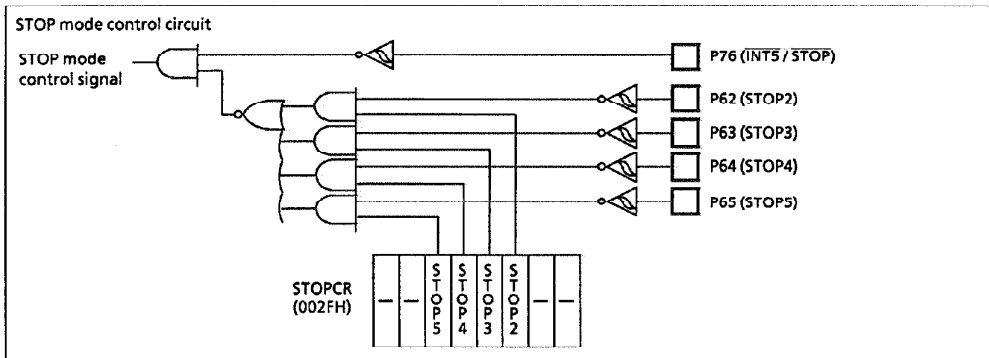 STOP mode control circuit
STOP mode
control signal
P76 (INT5 / STOP)
P62 (STOP2)
P63 (STOP3)
P64 (STOP4)
P65 (STOP5)
STOPCR
(002FH)
— — STOP5 STOP4 STOP3 STOP2 — —